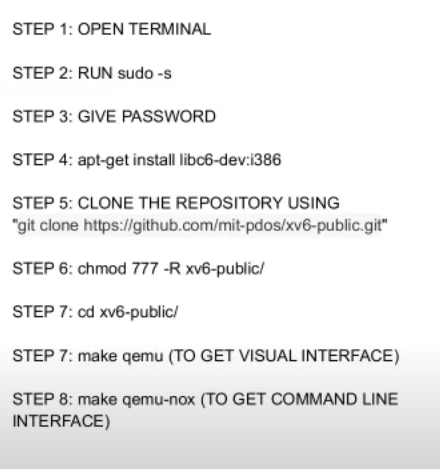 STEP 1: OPEN TERMINAL
STEP 2: RUN sudo -s
STEP 3: GIVE PASSWORD
STEP 4: apt-get install libc6-dev:i386
STEP 5: CLONE THE REPOSITORY USING
"git clone https://github.com/mit-pdos/xv6-public.git"
STEP 6: chmod 777 -R xv6-public/
STEP 7: cd xv6-public/
STEP 7: make qemu (TO GET VISUAL INTERFACE)
STEP 8: make qemu-nox (TO GET COMMAND LINE
INTERFACE)